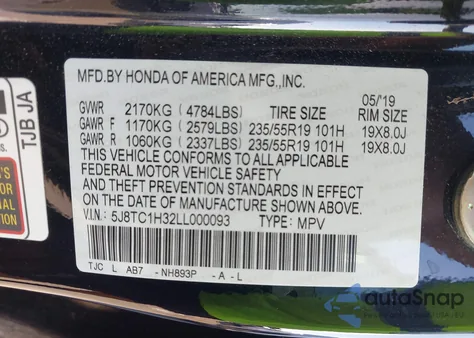 MFD.BY HONDA OF AMERICA MFG.,INC.
05/'19
GVWR 2170KG (4784LBS) TIRE SIZE RIM SIZE
GAWR F 1170KG (2579LBS) 235/55R19 101H 19X8.0J
GAWR R 1060KG (2337LBS) 235/55R19 101H 19X8.0J
THIS VEHICLE CONFORMS TO ALL APPLICABLE
FEDERAL MOTOR VEHICLE SAFETY
AND THEFT PREVENTION STANDARDS IN EFFECT
ON THE DATE OF MANUFACTURE SHOWN ABOVE.
V.I.N.: 5J8TC1H32LL000093 TYPE: MPV
TJC L AB7 -NH893P -A-L
TJB JA
autoSnap